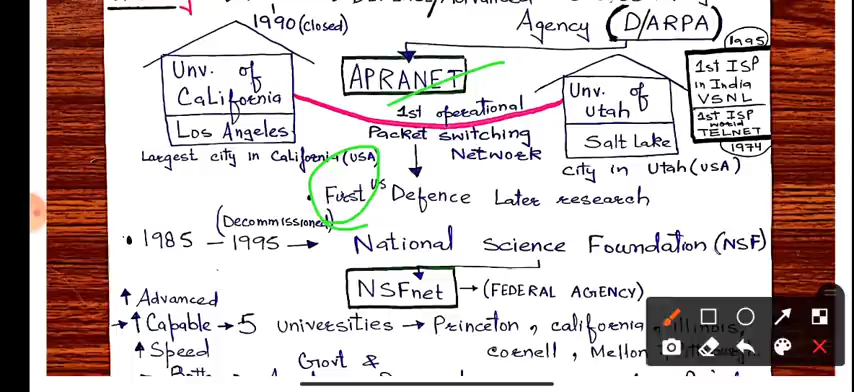 1990 (closed)
Agency (D/ARPA)
1995
Unv. of
California
Los Angeles
APRANET
Unv. of
Utah
Salt Lake
1st ISP
in India
VSNL
1st ISP
world
TELNET
1974
1st operational
Packet switching
Network
Largest city in California (USA)
city in Utah (USA)
• First US Defence Later research
(Decommissioned)
• 1985 – 1995 → National Science Foundation (NSF)
NSFnet → (FEDERAL AGENCY)
↑ Advanced
→ ↑ Capable → 5 universities → Princeton, california, Illinois,
↑ Speed
cornell, Mellon
Govt &